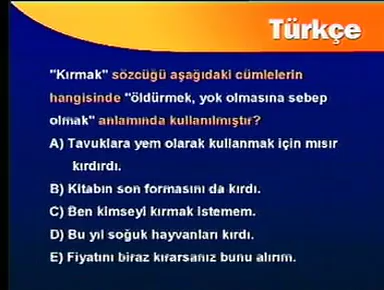 Türkçe
"Kırmak" sözcüğü aşağıdaki cümlelerin
hangisinde "öldürmek, yok olmasına sebep
olmak" anlamında kullanılmıştır?
A) Tavuklara yem olarak kullanmak için mısır
kırdırdı.
B) Kitabın son formasını da kırdı.
C) Ben kimseyi kırmak istemem.
D) Bu yıl soğuk hayvanları kırdı.
E) Fiyatını biraz kırarsanız bunu alırım.